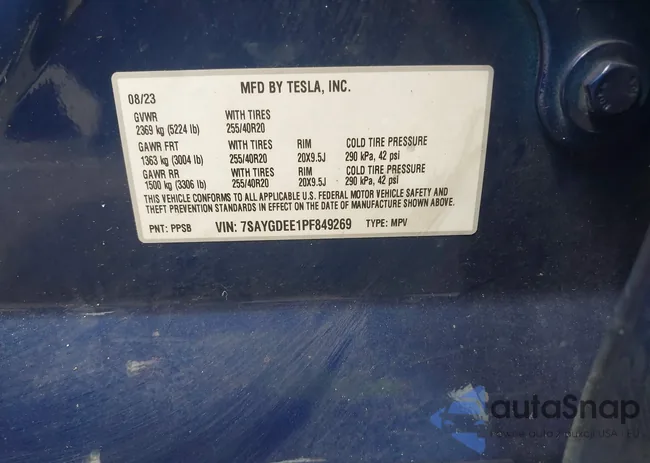 MFD BY TESLA, INC.
08/23
GVWR WITH TIRES
2369 kg (5224 lb) 255/40R20
GAWR FRT WITH TIRES RIM COLD TIRE PRESSURE
1363 kg (3004 lb) 255/40R20 20X9.5J 290 kPa, 42 psi
GAWR RR WITH TIRES RIM COLD TIRE PRESSURE
1500 kg (3306 lb) 255/40R20 20X9.5J 290 kPa, 42 psi
THIS VEHICLE CONFORMS TO ALL APPLICABLE U.S. FEDERAL MOTOR VEHICLE SAFETY AND
THEFT PREVENTION STANDARDS IN EFFECT ON THE DATE OF MANUFACTURE SHOWN ABOVE.
PNT: PPSB VIN: 7SAYGDEE1PF849269 TYPE: MPV
autoSnap
USA